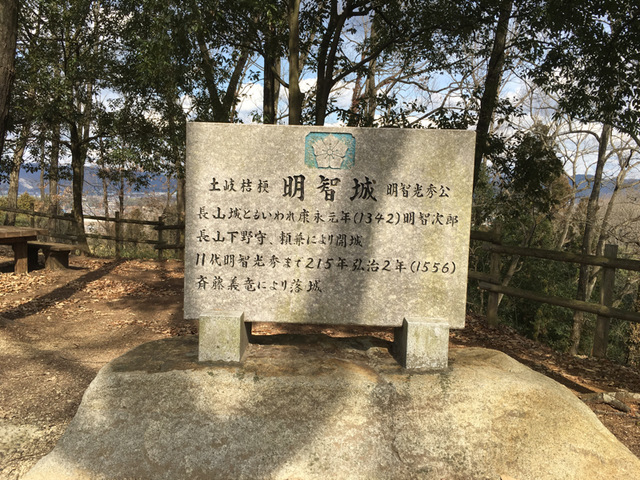 土岐桔梗 明智城 明智光秀公
長山城ともいわれ康永元年(1342)明智次郎
長山下野守、頼兼により開城
11代明智光秀まで215年弘治2年(1556)
斉藤義竜により落城